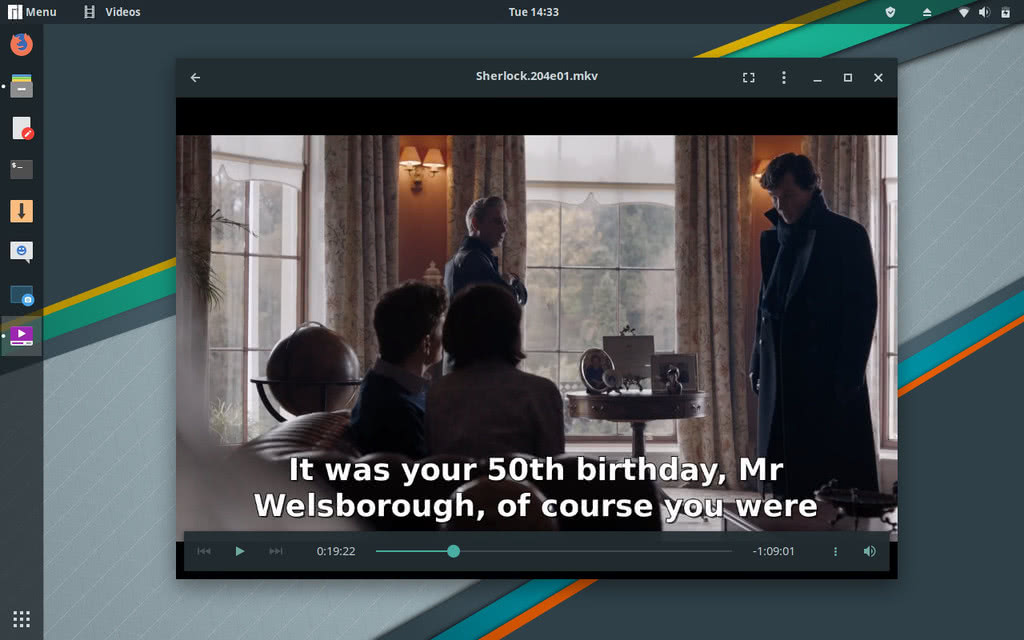 Menu
Videos
Tue 14:33
Sherlock.204e01.mkv
$_
It was your 50th birthday, Mr
Welsborough, of course you were
0:19:22
-1:09:01